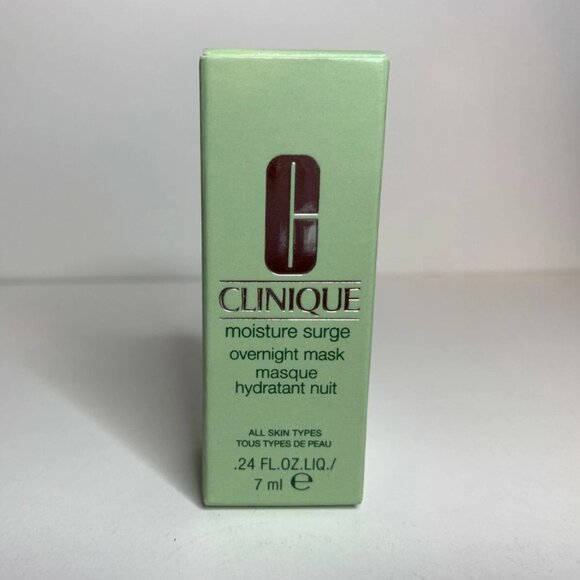 C
CLINIQUE
moisture surge
overnight mask
masque
hydratant nuit
ALL SKIN TYPES
TOUS TYPES DE PEAU
.24 FL.OZ.LIQ./
7 ml ℮